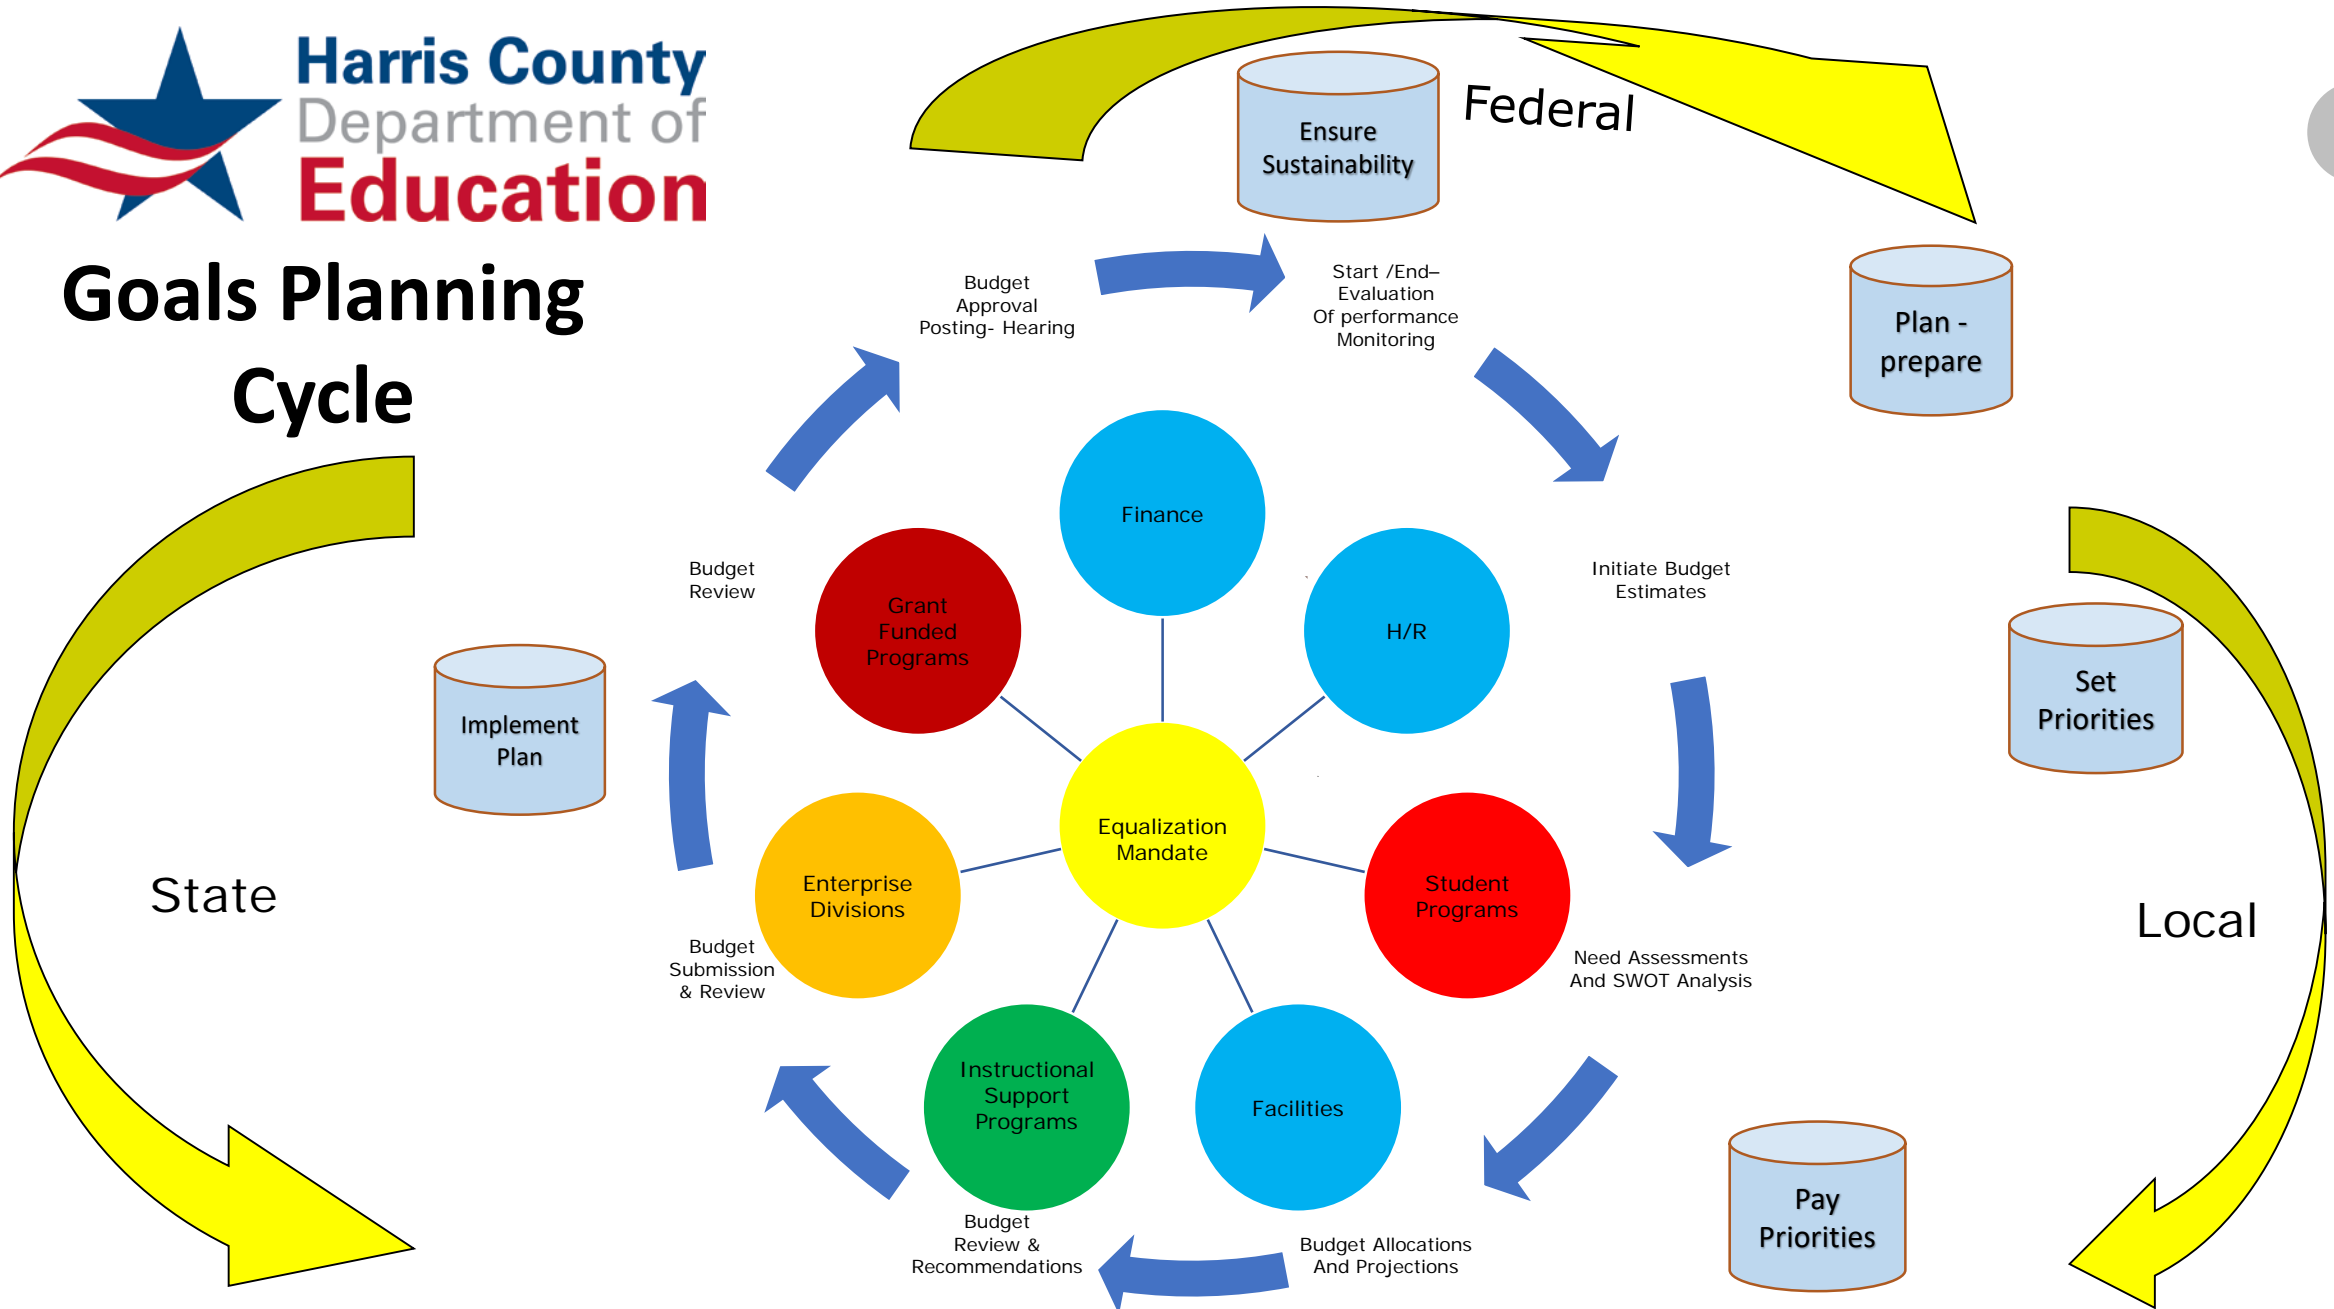 Harris County
Department of
Education
Goals Planning
Cycle
Federal
Ensure
Sustainability
Plan -
prepare
Set
Priorities
Local
Pay
Priorities
Implement
Plan
State
Start /End–
Evaluation
Of performance
Monitoring
Initiate Budget
Estimates
Need Assessments
And SWOT Analysis
Budget Allocations
And Projections
Budget
Review &
Recommendations
Budget
Submission
& Review
Budget
Review
Budget
Approval
Posting- Hearing
Finance
H/R
Student
Programs
Facilities
Instructional
Support
Programs
Enterprise
Divisions
Grant
Funded
Programs
Equalization
Mandate